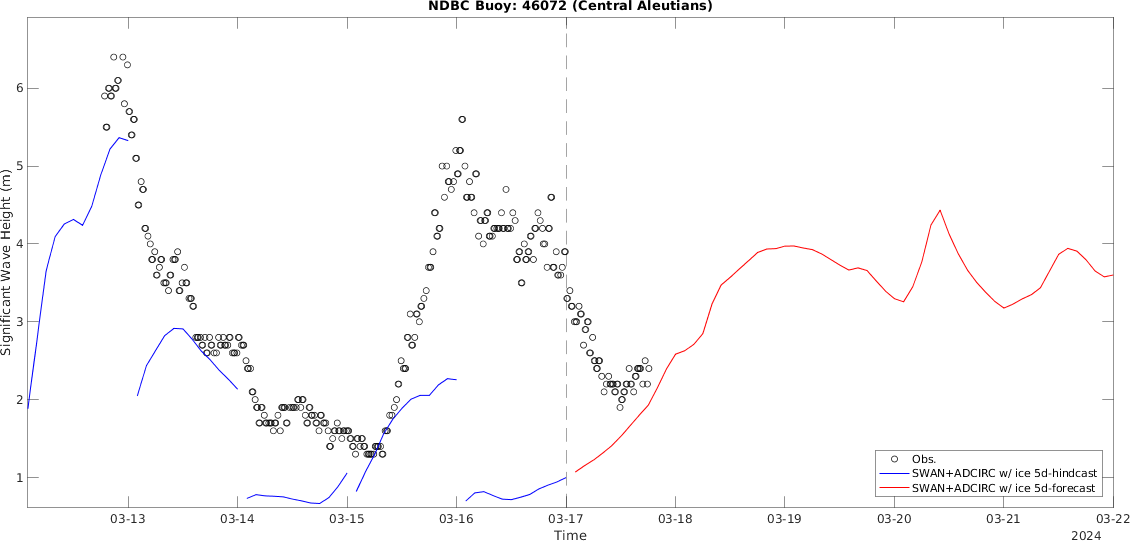 NDBC Buoy: 46072 (Central Aleutians)
Significant Wave Height (m)
6
5
4
3
2
1
Obs.
SWAN+ADCIRC w/ ice 5d-hindcast
SWAN+ADCIRC w/ ice 5d-forecast
03-13 03-14 03-15 03-16 03-17 03-18 03-19 03-20 03-21 03-22
Time
2024